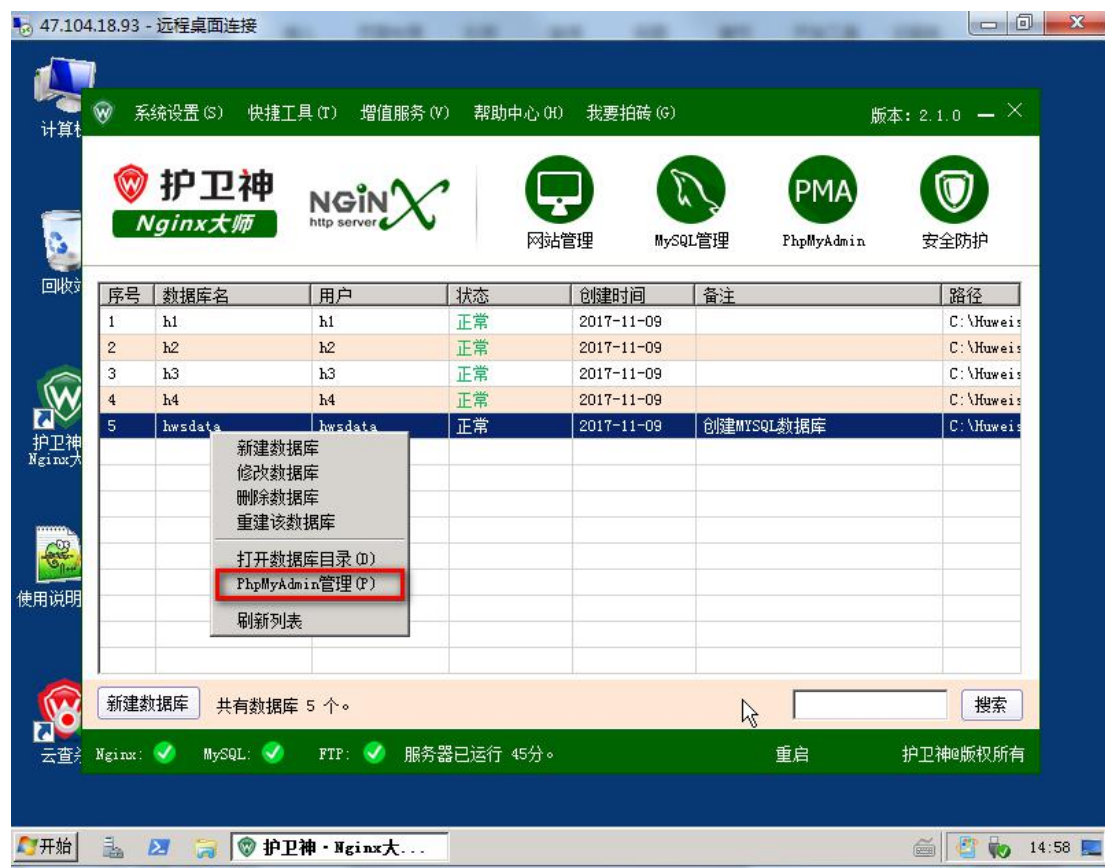 47.104.18.93 - 远程桌面连接
计算机
系统设置(S) 快捷工具(T) 增值服务(V) 帮助中心(H) 我要拍砖(G) 版本: 2.1.0
护卫神
Nginx大师
NGiNX
http server
PMA
网站管理 MySQL管理 PhpMyAdmin 安全防护
回收站
序号 数据库名 用户 状态 创建时间 备注 路径
1 h1 h1 正常 2017-11-09 C:\Huweis
2 h2 h2 正常 2017-11-09 C:\Huweis
3 h3 h3 正常 2017-11-09 C:\Huweis
4 h4 h4 正常 2017-11-09 C:\Huweis
5 hwsdata hwsdata 正常 2017-11-09 创建MYSQL数据库 C:\Huweis
护卫神
Nginx大
新建数据库
修改数据库
删除数据库
重建该数据库
打开数据库目录(D)
PhpMyAdmin管理(P)
刷新列表
使用说明
新建数据库 共有数据库 5 个。 搜索
云查杀
Nginx: MySQL: FTP: 服务器已运行 45分。 重启 护卫神@版权所有
开始 护卫神·Nginx大... 14:58